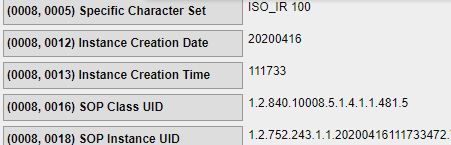 (0008, 0005) Specific Character Set ISO_IR 100
(0008, 0012) Instance Creation Date 20200416
(0008, 0013) Instance Creation Time 111733
(0008, 0016) SOP Class UID 1.2.840.10008.5.1.4.1.1.481.5
(0008, 0018) SOP Instance UID 1.2.752.243.1.1.20200416111733472.